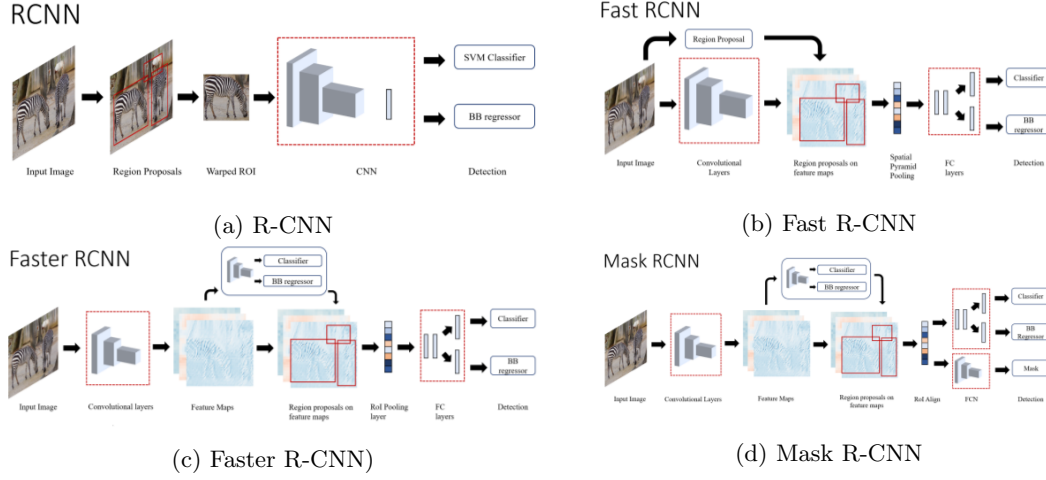 RCNN
SVM Classifier
BB regressor
Input Image
Region Proposals
Warped ROI
CNN
Detection
(a) R-CNN
Fast RCNN
Region Proposal
Classifier
BB
regressor
Input Image
Convolutional
Layers
Region proposals on
feature maps
Spatial
Pyramid
Pooling
FC
layers
Detection
(b) Fast R-CNN
Faster RCNN
Classifier
BB regressor
Classifier
BB
regressor
Input Image
Convolutional layers
Feature Maps
Region proposals on
feature maps
RoI Pooling
layer
FC
layers
Detection
(c) Faster R-CNN)
Mask RCNN
Classifier
BB regressor
Classifier
BB
Regressor
Mask
Input Image
Convolutional Layers
Feature Maps
Region proposals on
feature maps
RoI Align
FCN
Detection
(d) Mask R-CNN